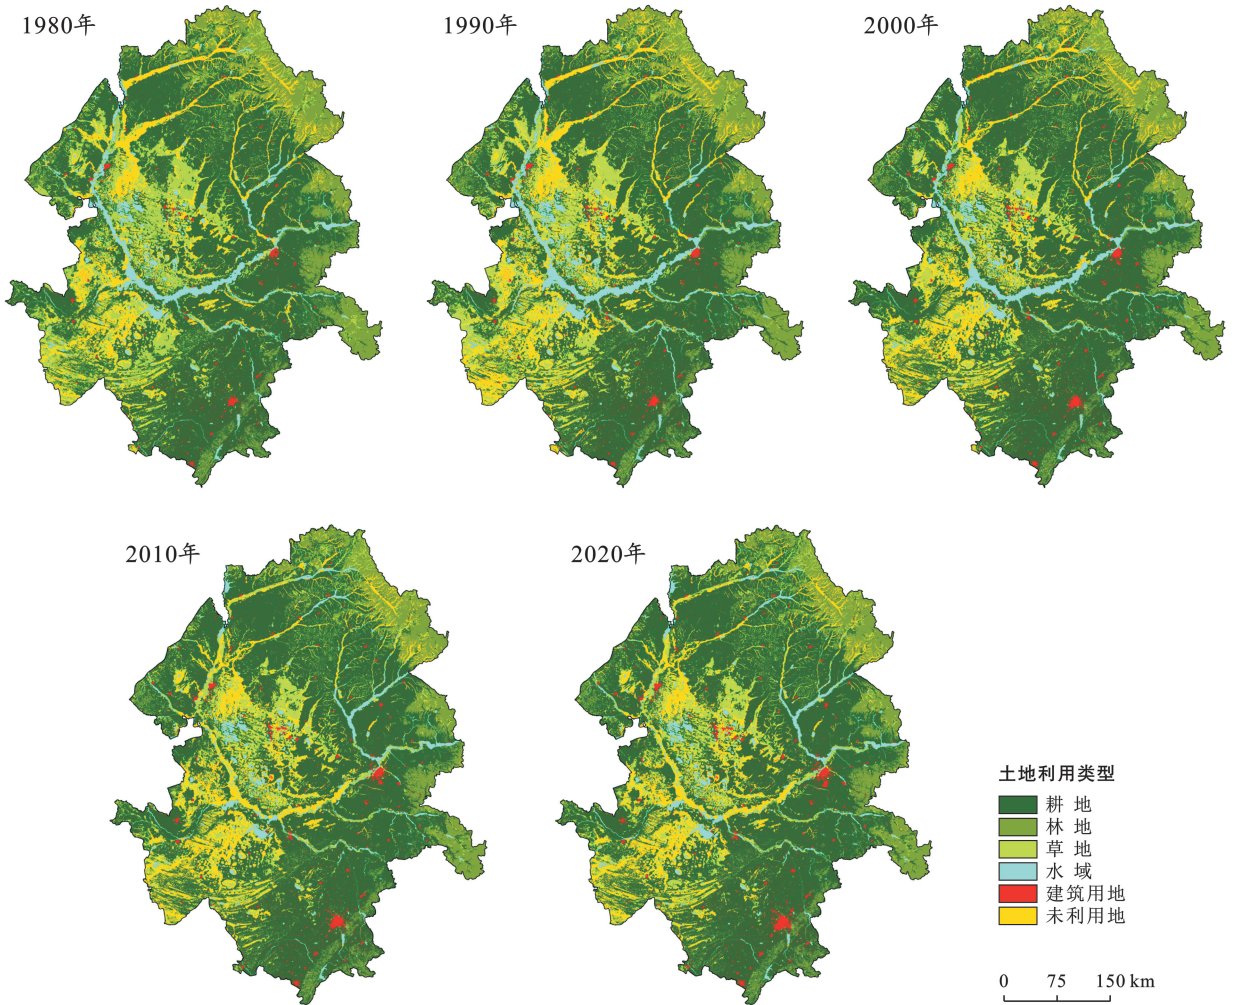 1980年
1990年
2000年
2010年
2020年
土地利用类型
耕 地
林 地
草 地
水 域
建筑用地
未利用地
0 75 150 km